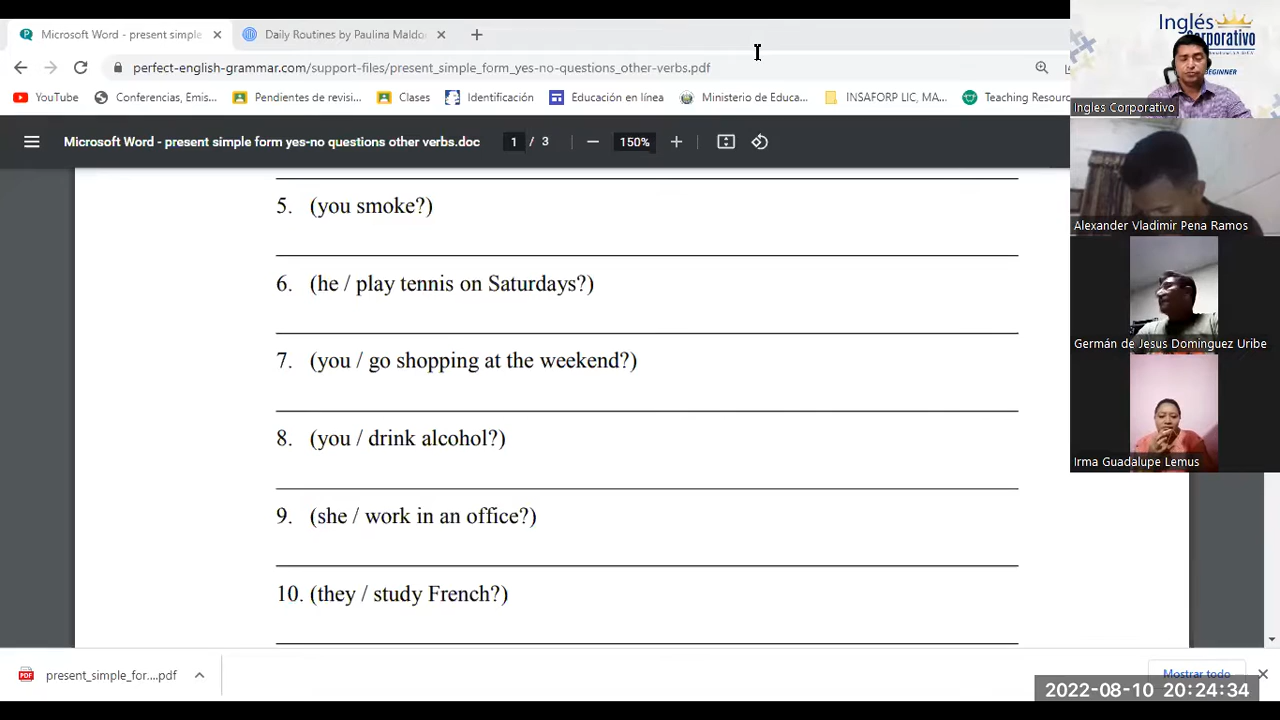 Microsoft Word - present simple
Daily Routines by Paulina Maldo
perfect-english-grammar.com/support-files/present_simple_form_yes-no-questions_other-verbs.pdf
YouTube
Conferencias, Emis...
Pendientes de revisi...
Clases
Identificación
Educación en línea
Ministerio de Educa...
INSAFORP LIC, MA...
Teaching Resourc
Microsoft Word - present simple form yes-no questions other verbs.doc
1 / 3
150%
5. (you smoke?)
6. (he / play tennis on Saturdays?)
7. (you / go shopping at the weekend?)
8. (you / drink alcohol?)
9. (she / work in an office?)
10. (they / study French?)
present_simple_for....pdf
Mostrar todo
2022-08-10 20:24:34
Inglés
Corporativo
BEGINNER
Ingles Corporativo
Alexander Vladimir Pena Ramos
Germán de Jesus Dominguez Uribe
Irma Guadalupe Lemus